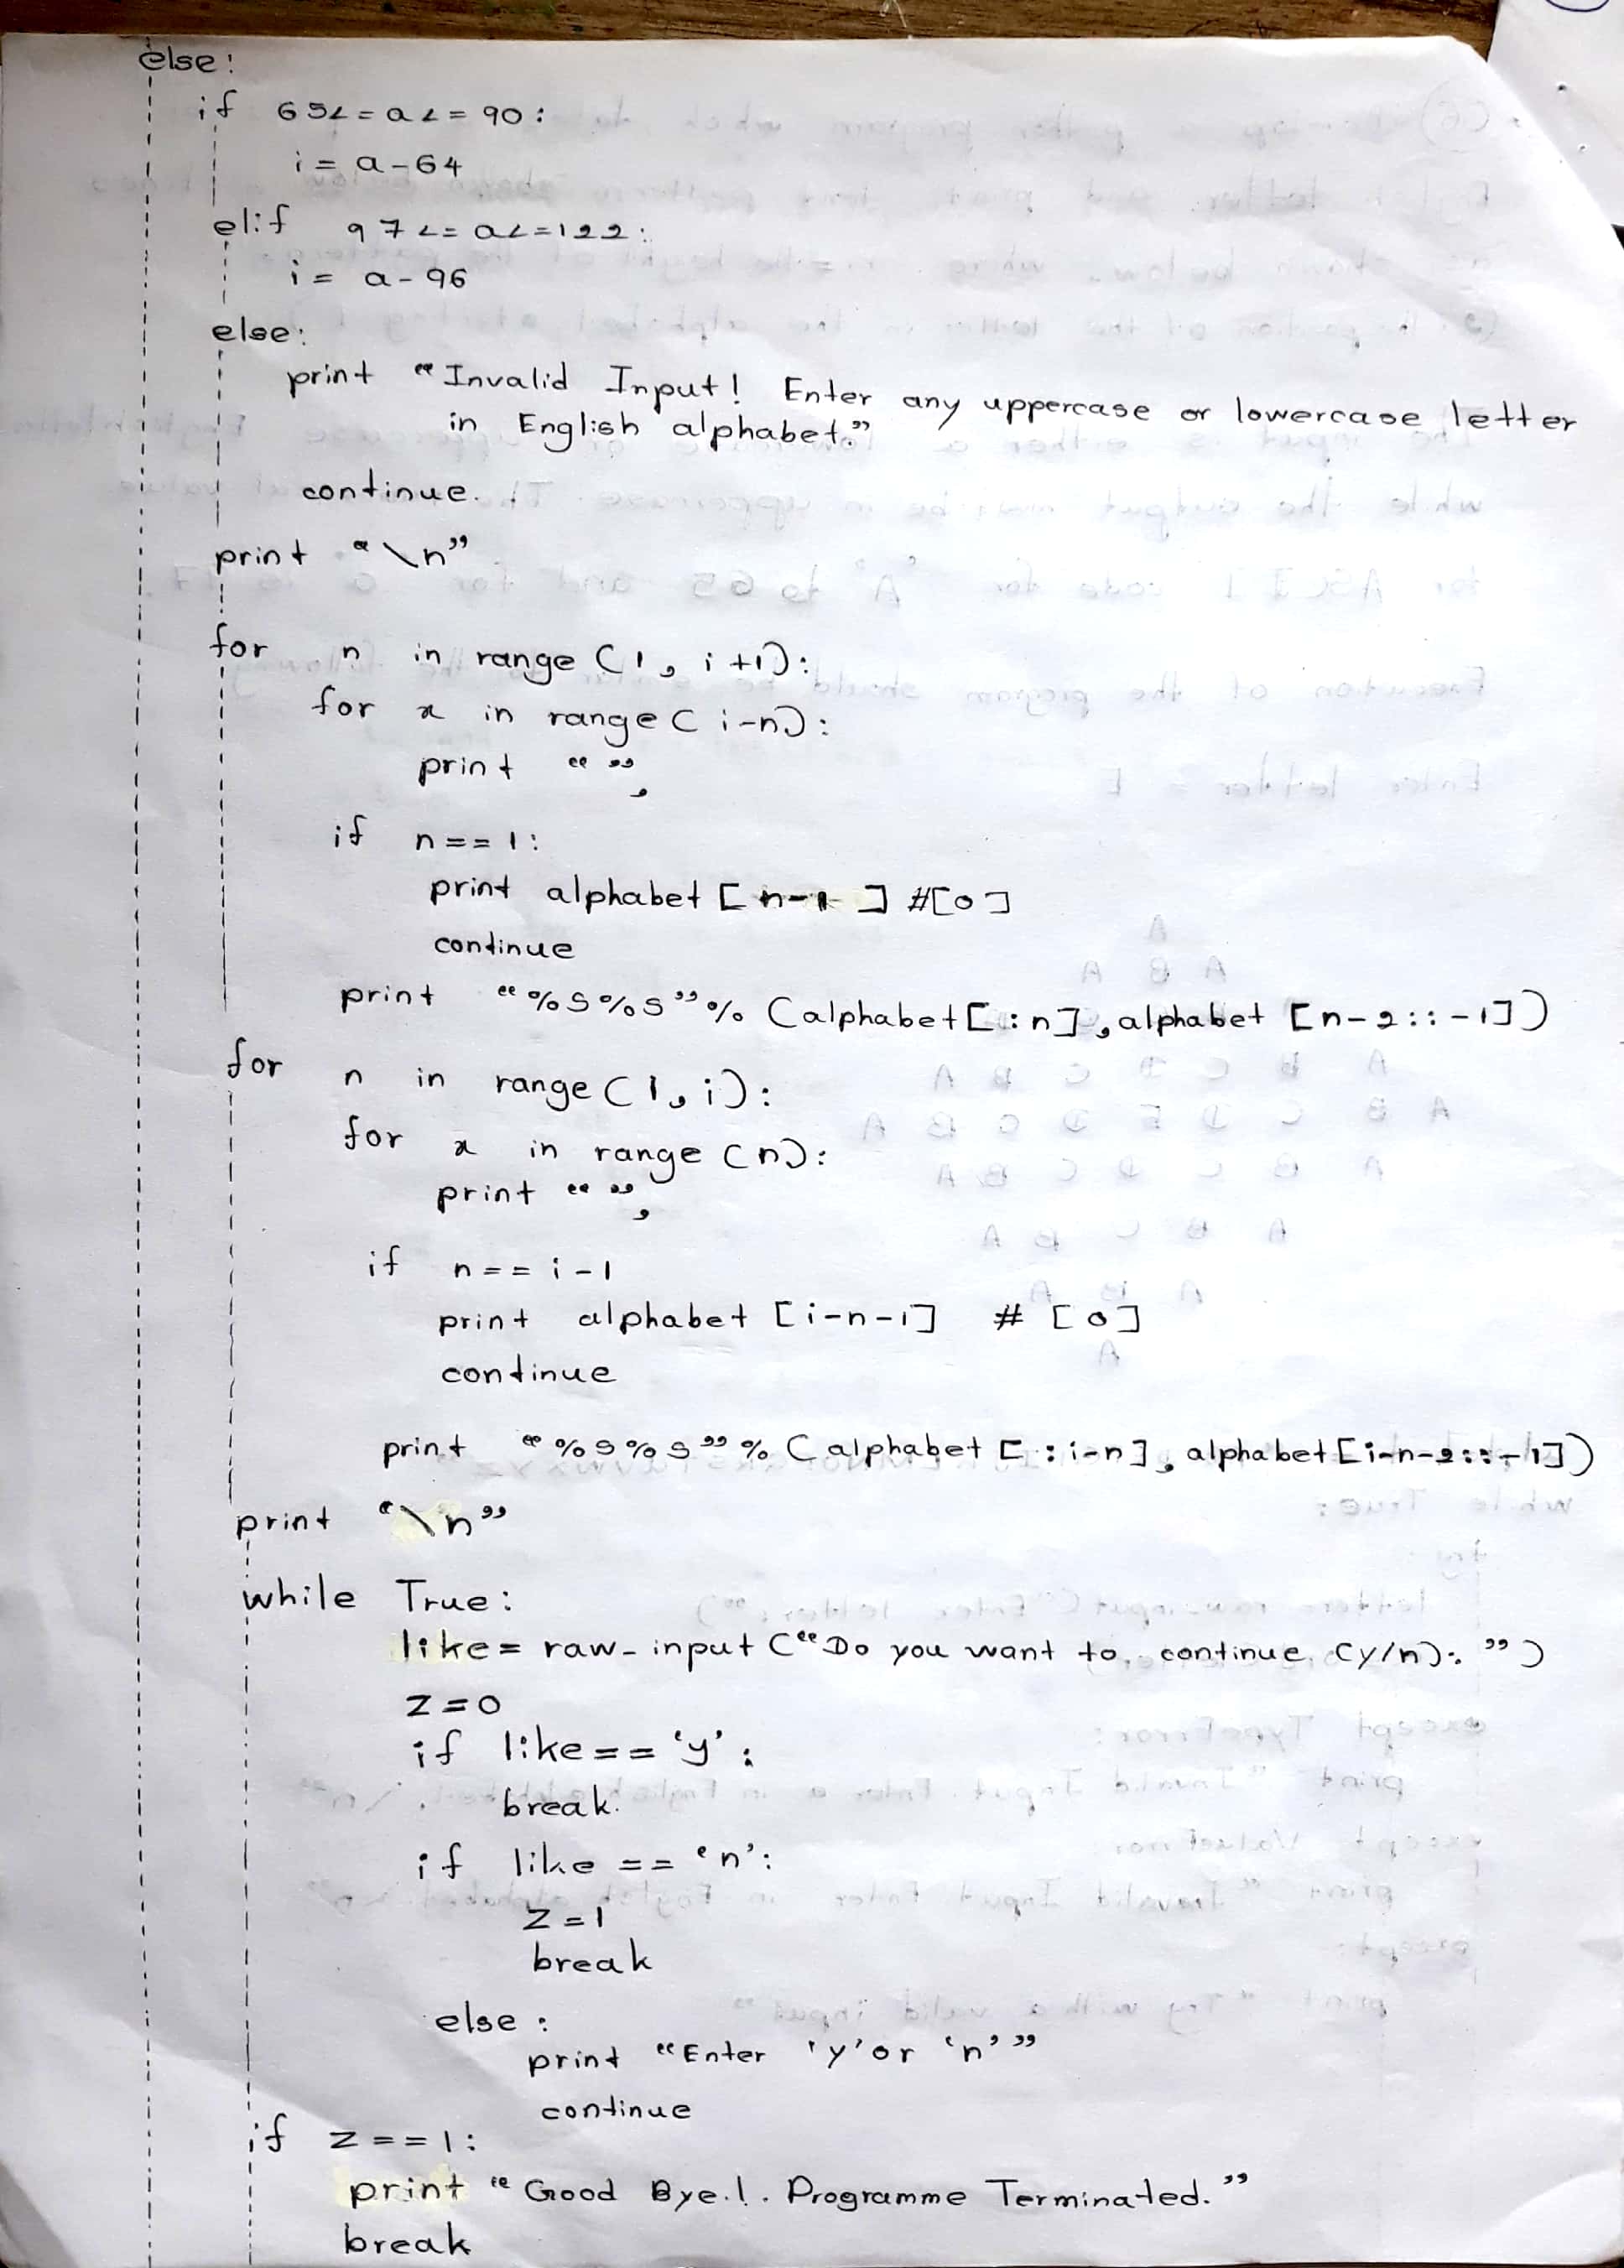 else:
if 65<=a<=90:
i = a-64
elif 97<=a<=122:
i = a-96
else:
print "Invalid Input! Enter any uppercase or lowercase letter
in English alphabet."
continue.
print "\n"
for n in range (1, i+1):
for x in range (i-n):
print " ",
if n==1:
print alphabet [n-1] #[0]
continue
print "%s%s"% (alphabet[:n], alphabet [n-2::-1])
for n in range (1, i):
for x in range (n):
print " ",
if n==i-1
print alphabet [i-n-1] # [0]
continue
print "%s%s"% (alphabet [:i-n], alphabet[i-n-2::-1])
print "\n"
while True:
like= raw_input ("Do you want to continue (y/n): ")
z=0
if like=='y':
break.
if like == 'n':
z=1
break
else:
print "Enter 'y' or 'n'"
continue
if z==1:
print "Good Bye.!. Programme Terminated."
break